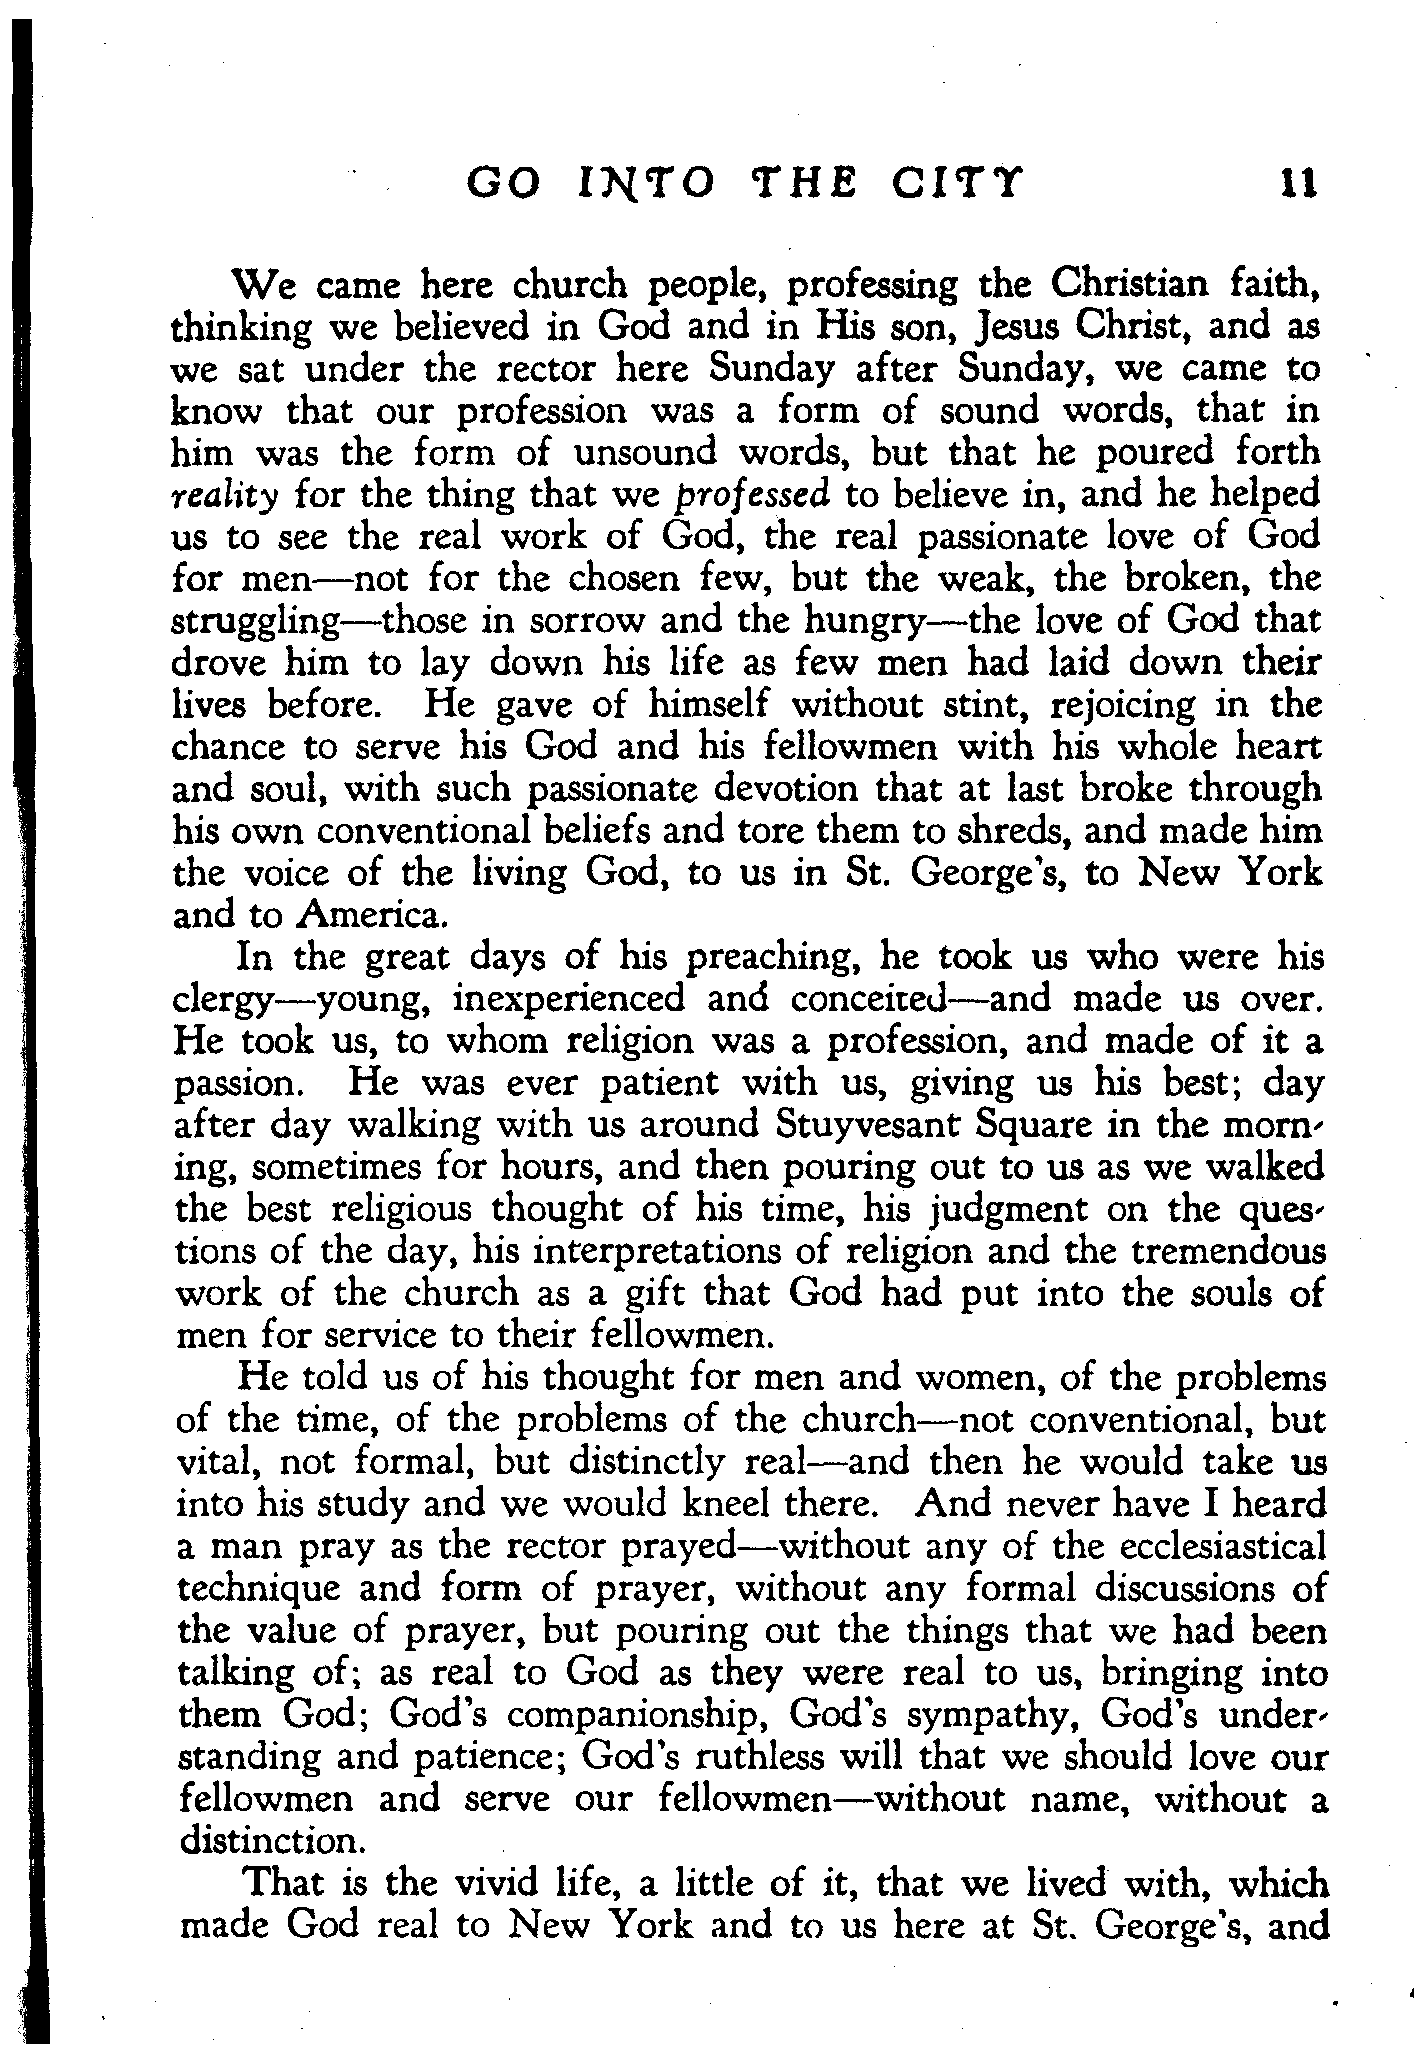 GO INTO THE CITY 11
We came here church people, professing the Christian faith,
thinking we believed in God and in His son, Jesus Christ, and as
we sat under the rector here Sunday after Sunday, we came to
know that our profession was a form of sound words, that in
him was the form of unsound words, but that he poured forth
reality for the thing that we professed to believe in, and he helped
us to see the real work of God, the real passionate love of God
for men—not for the chosen few, but the weak, the broken, the
struggling—those in sorrow and the hungry—the love of God that
drove him to lay down his life as few men had laid down their
lives before. He gave of himself without stint, rejoicing in the
chance to serve his God and his fellowmen with his whole heart
and soul, with such passionate devotion that at last broke through
his own conventional beliefs and tore them to shreds, and made him
the voice of the living God, to us in St. George's, to New York
and to America.
In the great days of his preaching, he took us who were his
clergy—young, inexperienced and conceited—and made us over.
He took us, to whom religion was a profession, and made of it a
passion. He was ever patient with us, giving us his best; day
after day walking with us around Stuyvesant Square in the morn-
ing, sometimes for hours, and then pouring out to us as we walked
the best religious thought of his time, his judgment on the ques-
tions of the day, his interpretations of religion and the tremendous
work of the church as a gift that God had put into the souls of
men for service to their fellowmen.
He told us of his thought for men and women, of the problems
of the time, of the problems of the church—not conventional, but
vital, not formal, but distinctly real—and then he would take us
into his study and we would kneel there. And never have I heard
a man pray as the rector prayed—without any of the ecclesiastical
technique and form of prayer, without any formal discussions of
the value of prayer, but pouring out the things that we had been
talking of; as real to God as they were real to us, bringing into
them God; God's companionship, God's sympathy, God's under-
standing and patience; God's ruthless will that we should love our
fellowmen and serve our fellowmen—without name, without a
distinction.
That is the vivid life, a little of it, that we lived with, which
made God real to New York and to us here at St. George's, and